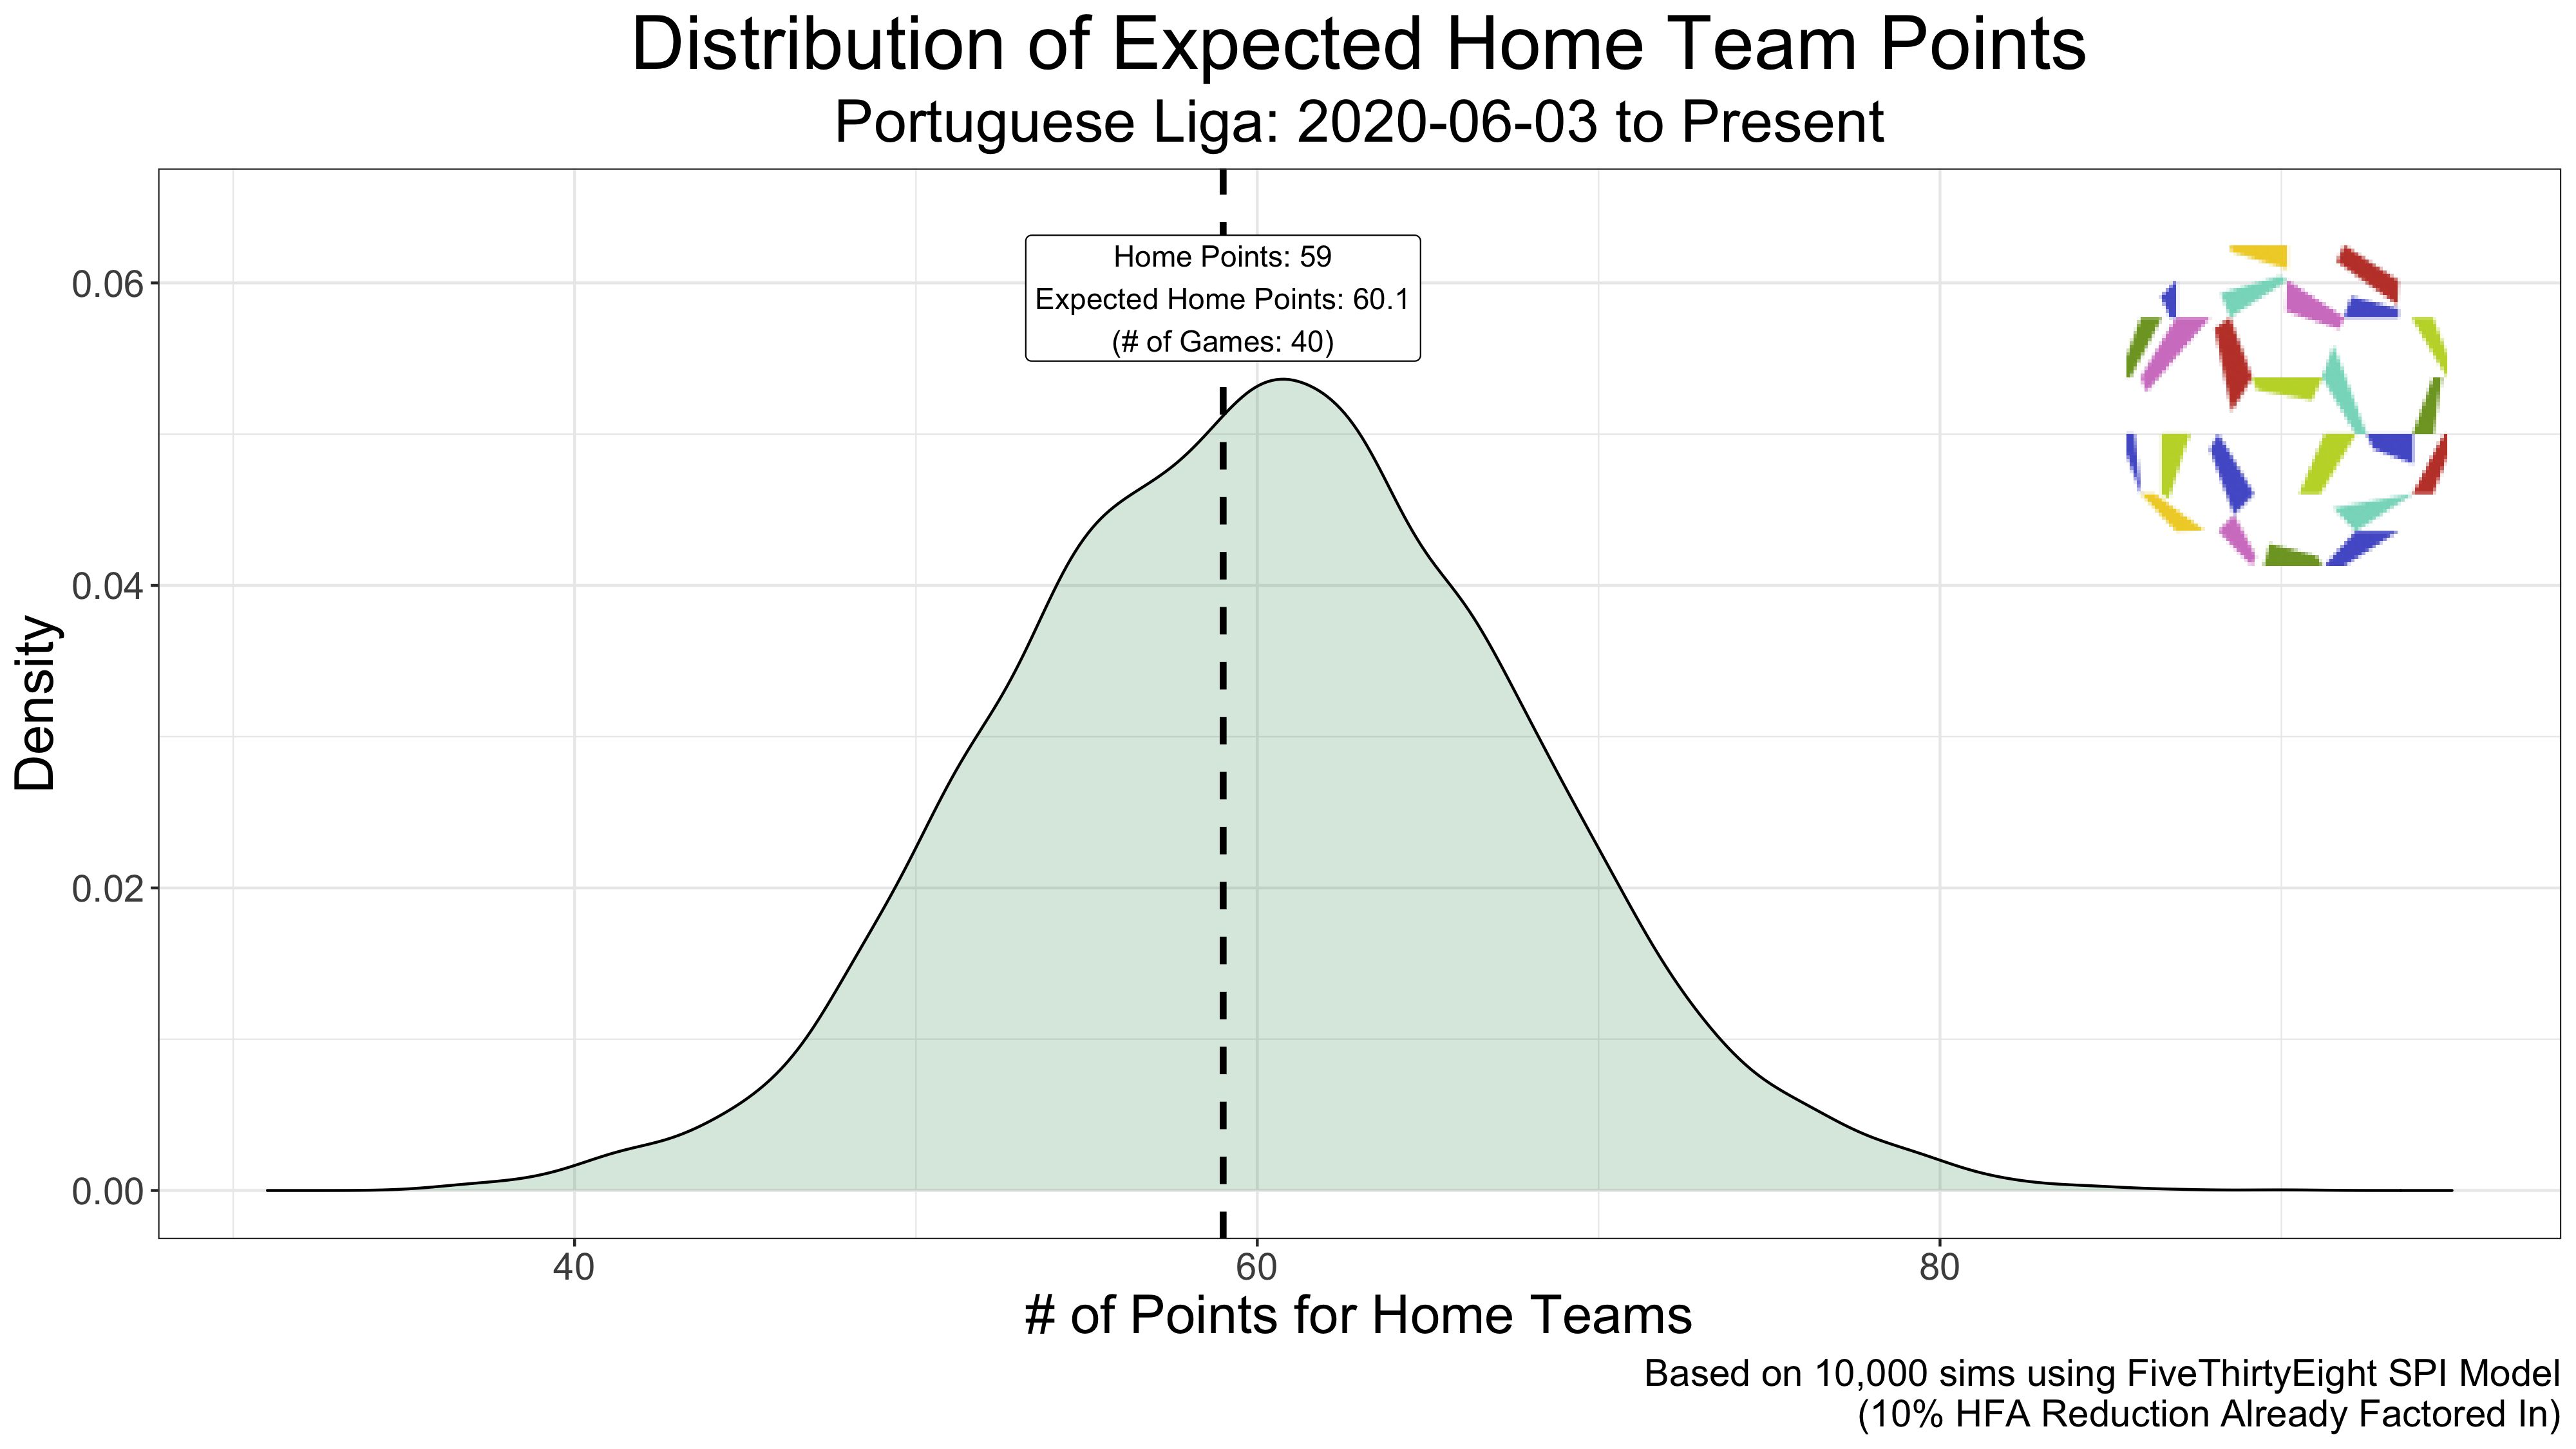 Distribution of Expected Home Team Points
Portuguese Liga: 2020-06-03 to Present
Home Points: 59
Expected Home Points: 60.1
(# of Games: 40)
0.06
0.04
0.02
0.00
Density
40 60 80
# of Points for Home Teams
Based on 10,000 sims using FiveThirtyEight SPI Model
(10% HFA Reduction Already Factored In)